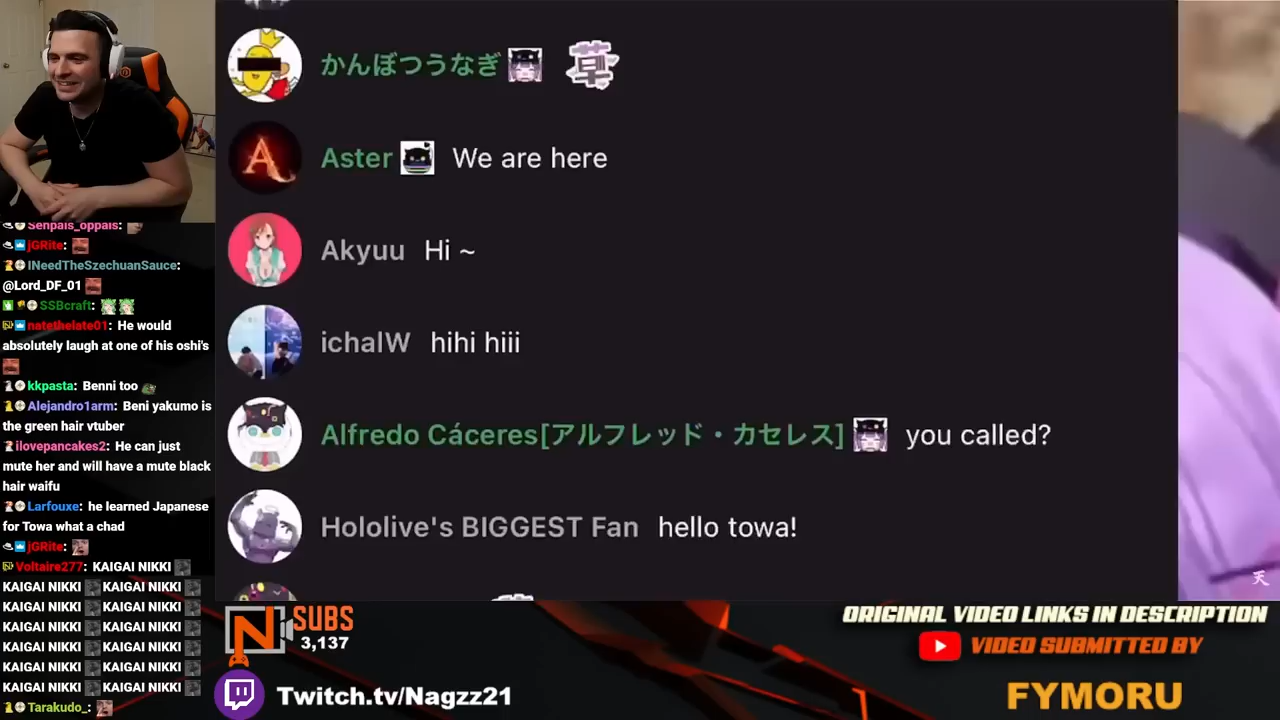 かんぼつうなぎ 草
Aster We are here
Akyuu Hi ~
ichalW hihi hiii
Alfredo Cáceres[アルフレッド・カセレス] you called?
Hololive's BIGGEST Fan hello towa!
Senpais_oppais:
jGRite:
INeedTheSzechuanSauce:
@Lord_DF_01
SSBcraft:
natethelate01: He would
absolutely laugh at one of his oshi's
kkpasta: Benni too
Alejandro1arm: Beni yakumo is
the green hair vtuber
ilovepancakes2: He can just
mute her and will have a mute black
hair waifu
Larfouxe: he learned Japanese
for Towa what a chad
jGRite:
Voltaire277: KAIGAI NIKKI
KAIGAI NIKKI KAIGAI NIKKI
KAIGAI NIKKI KAIGAI NIKKI
KAIGAI NIKKI KAIGAI NIKKI
KAIGAI NIKKI KAIGAI NIKKI
KAIGAI NIKKI KAIGAI NIKKI
KAIGAI NIKKI KAIGAI NIKKI
Tarakudo_:
天
N SUBS
3,137
Twitch.tv/Nagzz21
ORIGINAL VIDEO LINKS IN DESCRIPTION
VIDEO SUBMITTED BY
FYMORU